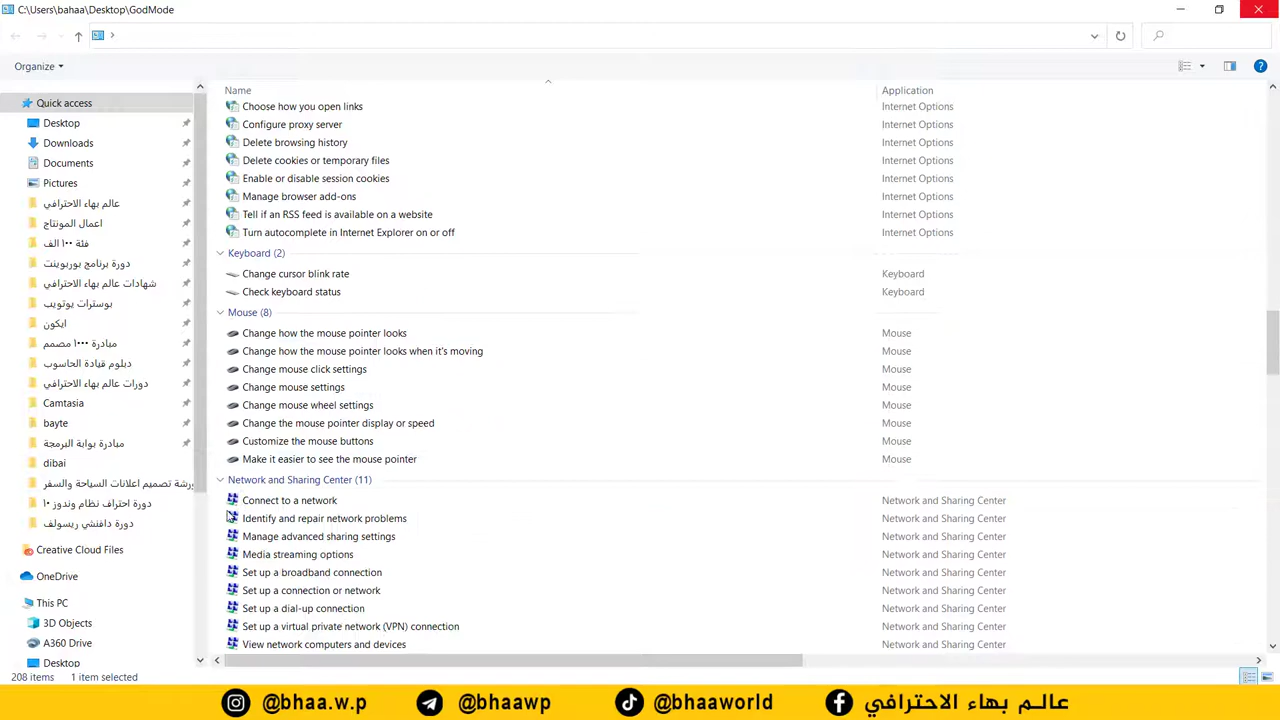 C:\Users\bahaa\Desktop\GodMode
Organize
Quick access
Desktop
Downloads
Documents
Pictures
عالم بهاء الاحترافي
اعمال المونتاج
فئة ١٠٠ الف
دورة برنامج بوربوينت
شهادات عالم بهاء الاحترافي
بوسترات يوتويب
ايكون
مبادرة ١٠٠٠ مصمم
دبلوم قيادة الحاسوب
دورات عالم بهاء الاحترافي
Camtasia
bayte
مبادرة بوابة البرمجة
dibai
ورشة تصميم اعلانات السياحة والسفر
دورة احتراف نظام وندوز ١٠
دورة دافنشي ريسولف
Creative Cloud Files
OneDrive
This PC
3D Objects
A360 Drive
Desktop
Name Application
Choose how you open links Internet Options
Configure proxy server Internet Options
Delete browsing history Internet Options
Delete cookies or temporary files Internet Options
Enable or disable session cookies Internet Options
Manage browser add-ons Internet Options
Tell if an RSS feed is available on a website Internet Options
Turn autocomplete in Internet Explorer on or off Internet Options
Keyboard (2)
Change cursor blink rate Keyboard
Check keyboard status Keyboard
Mouse (8)
Change how the mouse pointer looks Mouse
Change how the mouse pointer looks when it's moving Mouse
Change mouse click settings Mouse
Change mouse settings Mouse
Change mouse wheel settings Mouse
Change the mouse pointer display or speed Mouse
Customize the mouse buttons Mouse
Make it easier to see the mouse pointer Mouse
Network and Sharing Center (11)
Connect to a network Network and Sharing Center
Identify and repair network problems Network and Sharing Center
Manage advanced sharing settings Network and Sharing Center
Media streaming options Network and Sharing Center
Set up a broadband connection Network and Sharing Center
Set up a connection or network Network and Sharing Center
Set up a dial-up connection Network and Sharing Center
Set up a virtual private network (VPN) connection Network and Sharing Center
View network computers and devices Network and Sharing Center
208 items 1 item selected
@bhaa.w.p @bhaawp @bhaaworld عالم بهاء الاحترافي